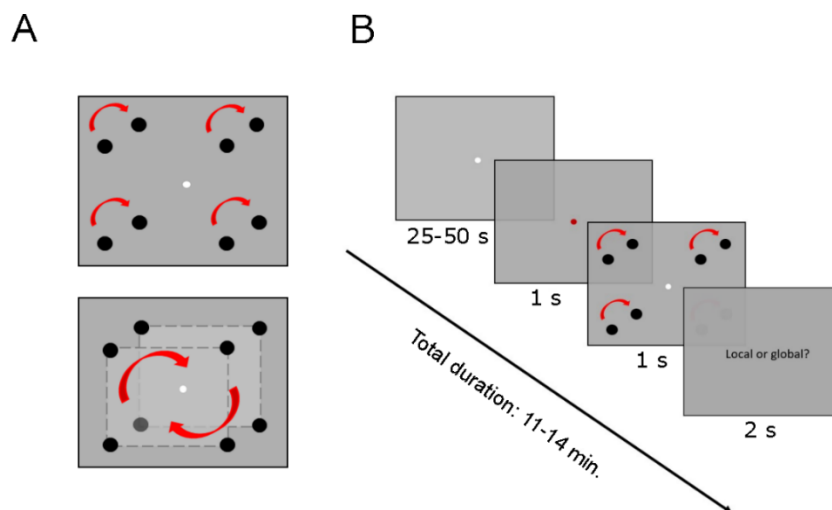 A
B
25-50 s
1 s
1 s
Local or global?
2 s
Total duration: 11-14 min.